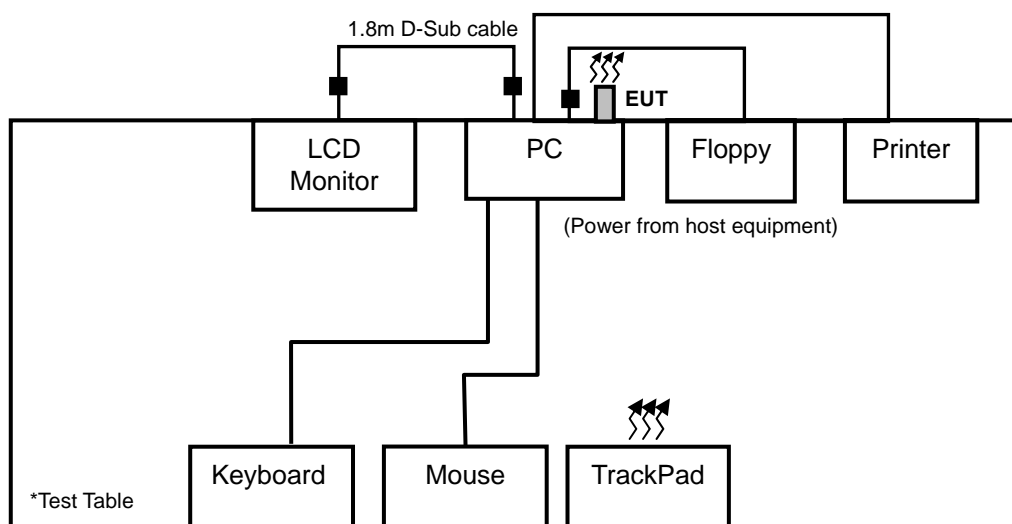 1.8m D-Sub cable
EUT
LCD
Monitor
PC
Floppy
Printer
(Power from host equipment)
Keyboard
Mouse
TrackPad
*Test Table